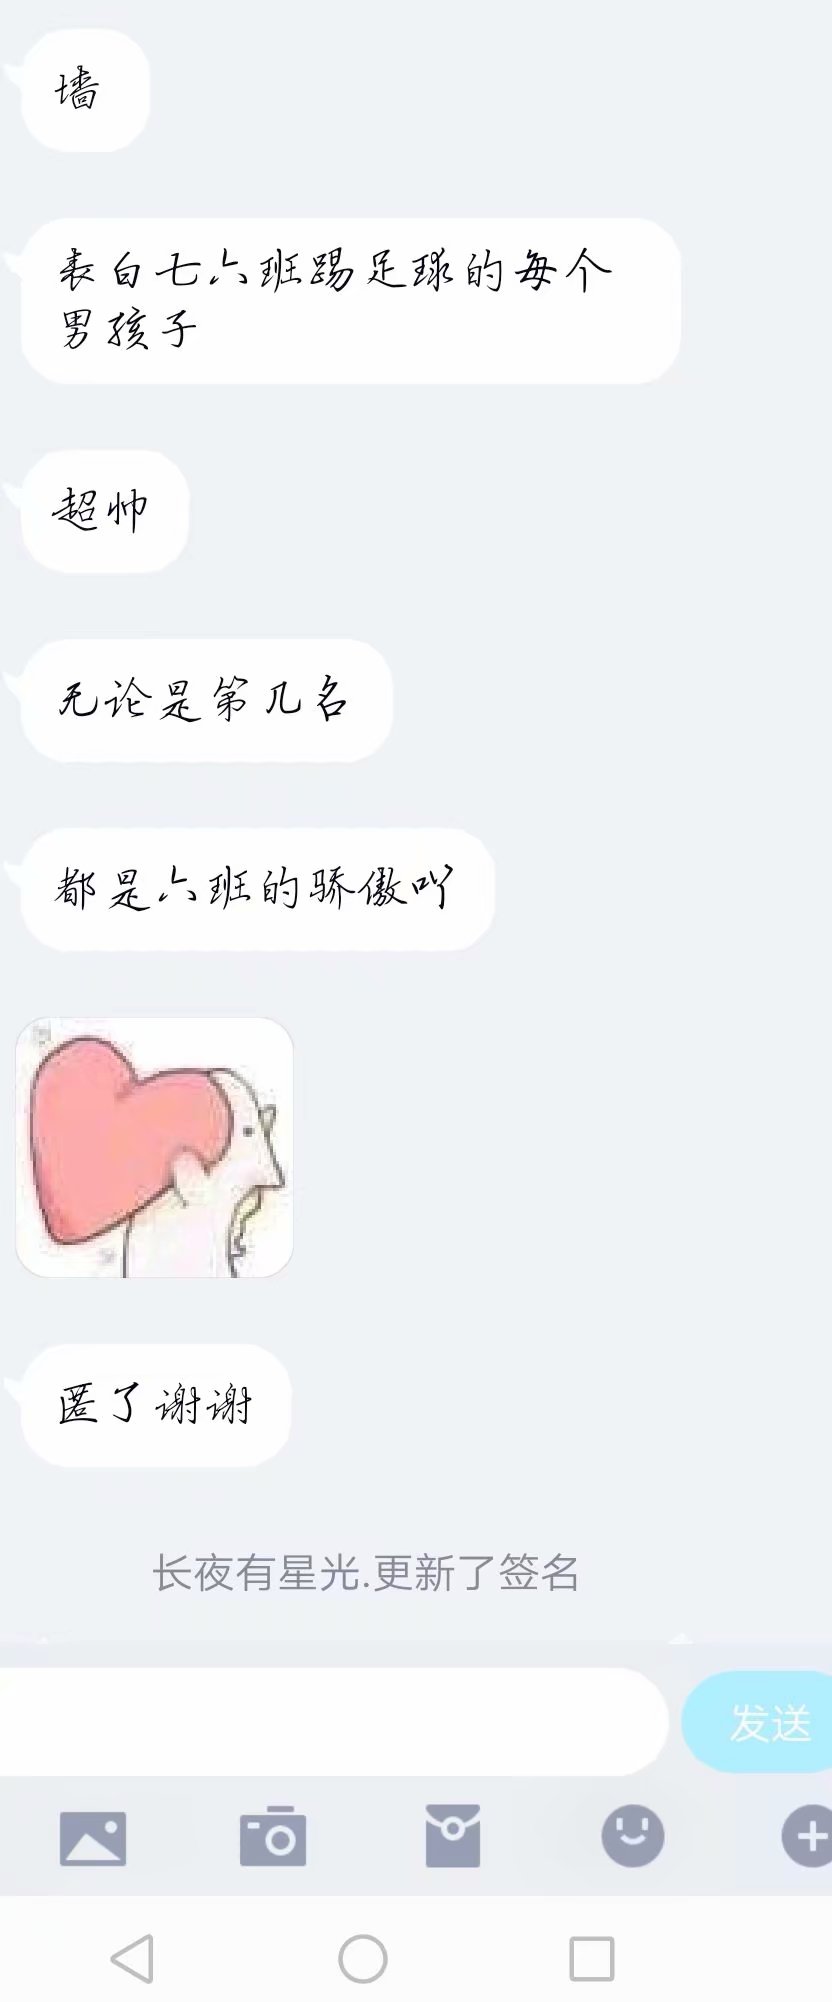 墙
表白七六班踢足球的每个
男孩子
超帅
无论是第几名
都是六班的骄傲吖
匿了谢谢
长夜有星光.更新了签名
发送